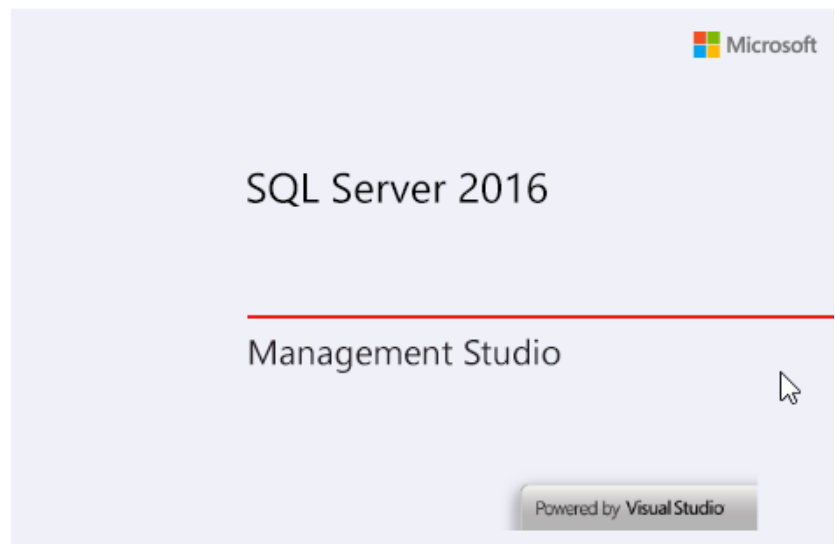 Microsoft
SQL Server 2016
Management Studio
Powered by Visual Studio